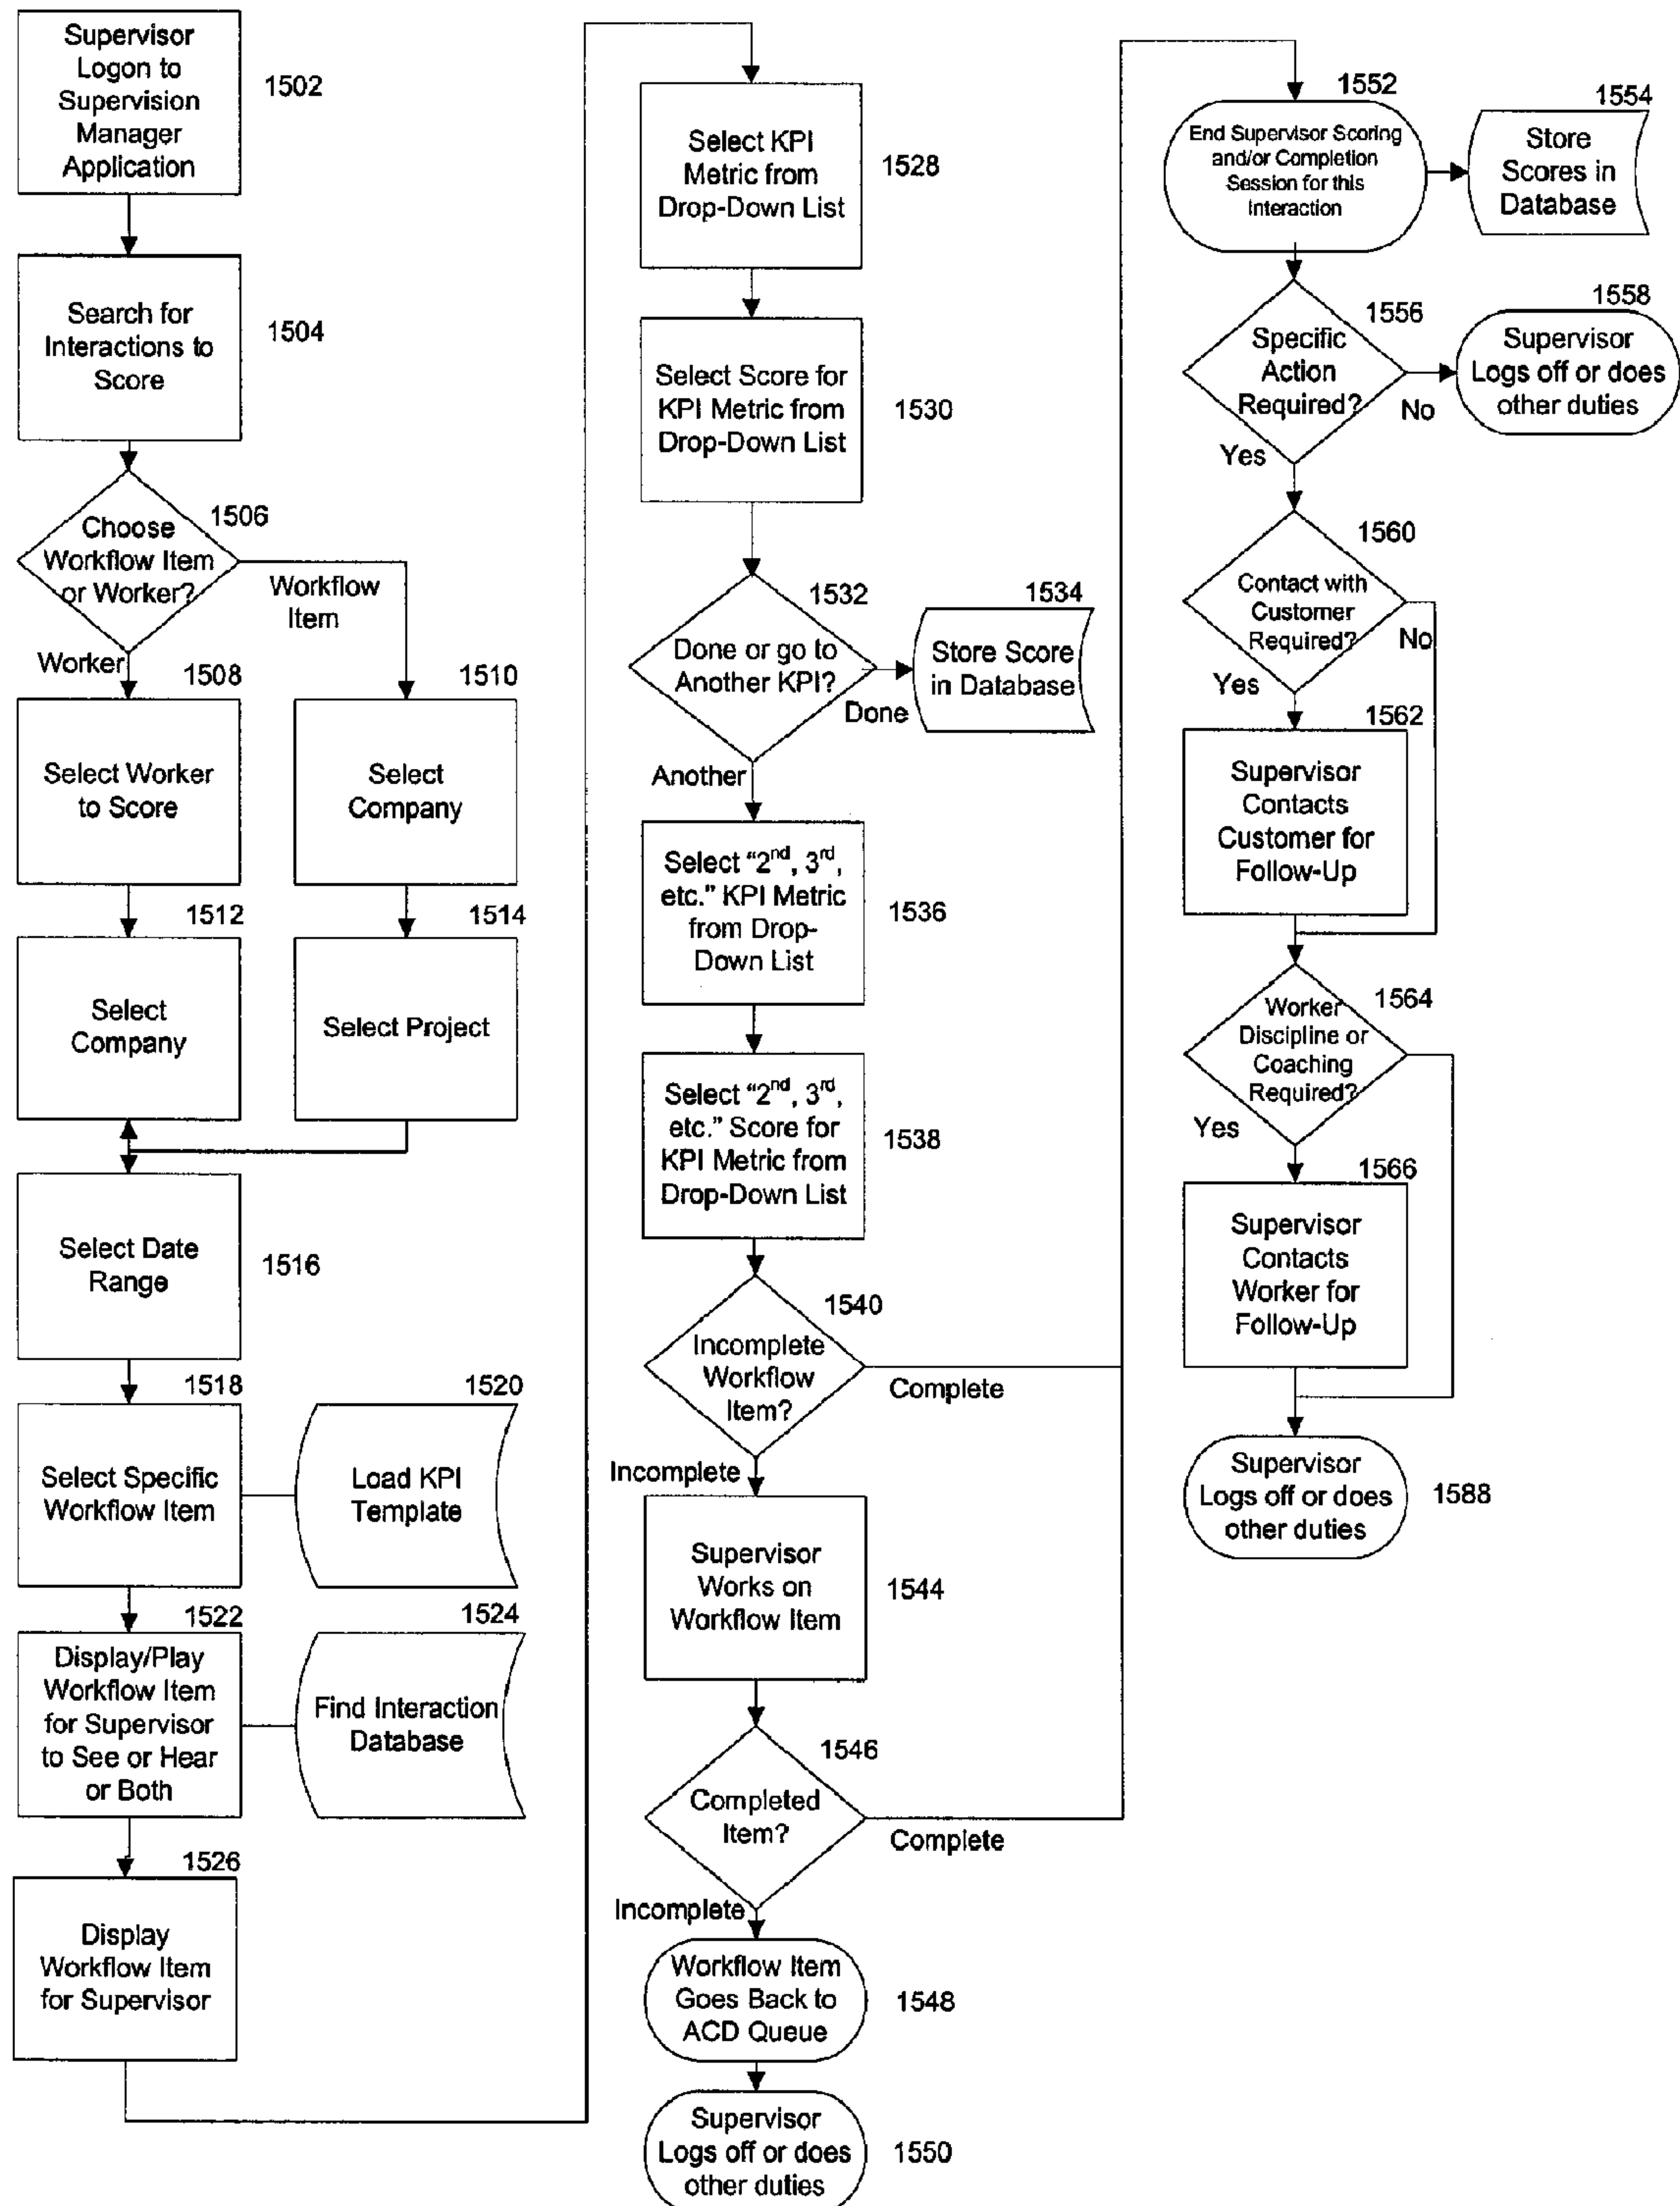 Supervisor
Logon to
Supervision
Manager
Application
1502
Search for
Interactions to
Score
1504
Choose
Workflow Item
or Worker?
1506
Workflow
Item
Worker
1508
Select Worker
to Score
1510
Select
Company
1512
Select
Company
1514
Select Project
Select Date
Range
1516
1518
Select Specific
Workflow Item
1520
Load KPI
Template
1522
Display/Play
Workflow Item
for Supervisor
to See or Hear
or Both
1524
Find Interaction
Database
1526
Display
Workflow Item
for Supervisor
Select KPI
Metric from
Drop-Down List
1528
Select Score for
KPI Metric from
Drop-Down List
1530
1532
Done or go to
Another KPI?
Done
1534
Store Score
in Database
Another
Select “2nd, 3rd,
etc.” KPI Metric
from Drop-
Down List
1536
Select “2nd, 3rd,
etc.” Score for
KPI Metric from
Drop-Down List
1538
1540
Incomplete
Workflow
Item?
Complete
Incomplete
Supervisor
Works on
Workflow Item
1544
1546
Completed
Item?
Complete
Incomplete
Workflow Item
Goes Back to
ACD Queue
1548
Supervisor
Logs off or does
other duties
1550
1552
End Supervisor Scoring
and/or Completion
Session for this
Interaction
1554
Store
Scores in
Database
1556
Specific
Action
Required?
No
Yes
1558
Supervisor
Logs off or does
other duties
1560
Contact with
Customer
Required?
No
Yes
1562
Supervisor
Contacts
Customer for
Follow-Up
1564
Worker
Discipline or
Coaching
Required?
Yes
1566
Supervisor
Contacts
Worker for
Follow-Up
Supervisor
Logs off or does
other duties
1588